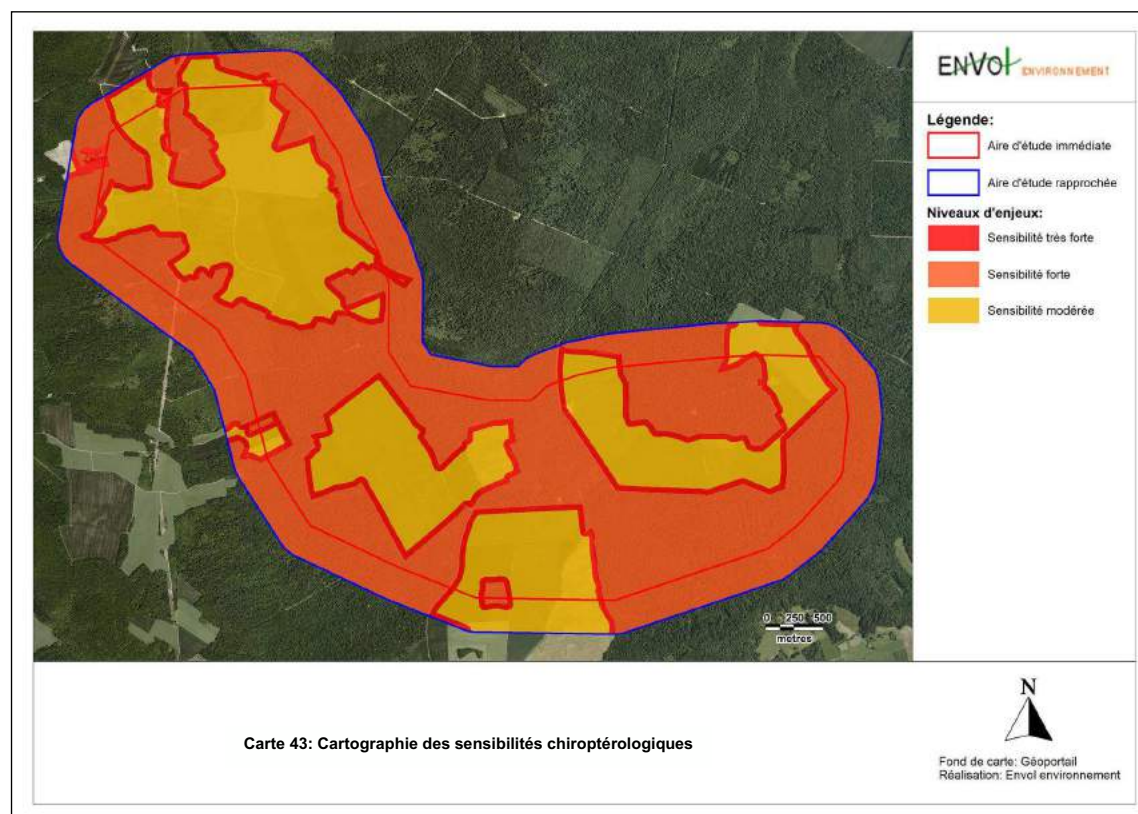 ENVOL ENVIRONNEMENT
Légende:
Aire d'étude immédiate
Aire d'étude rapprochée
Niveaux d'enjeux:
Sensibilité très forte
Sensibilité forte
Sensibilité modérée
0 250 500
metres
Carte 43: Cartographie des sensibilités chiroptérologiques
N
Fond de carte: Géoportail
Réalisation: Envol environnement